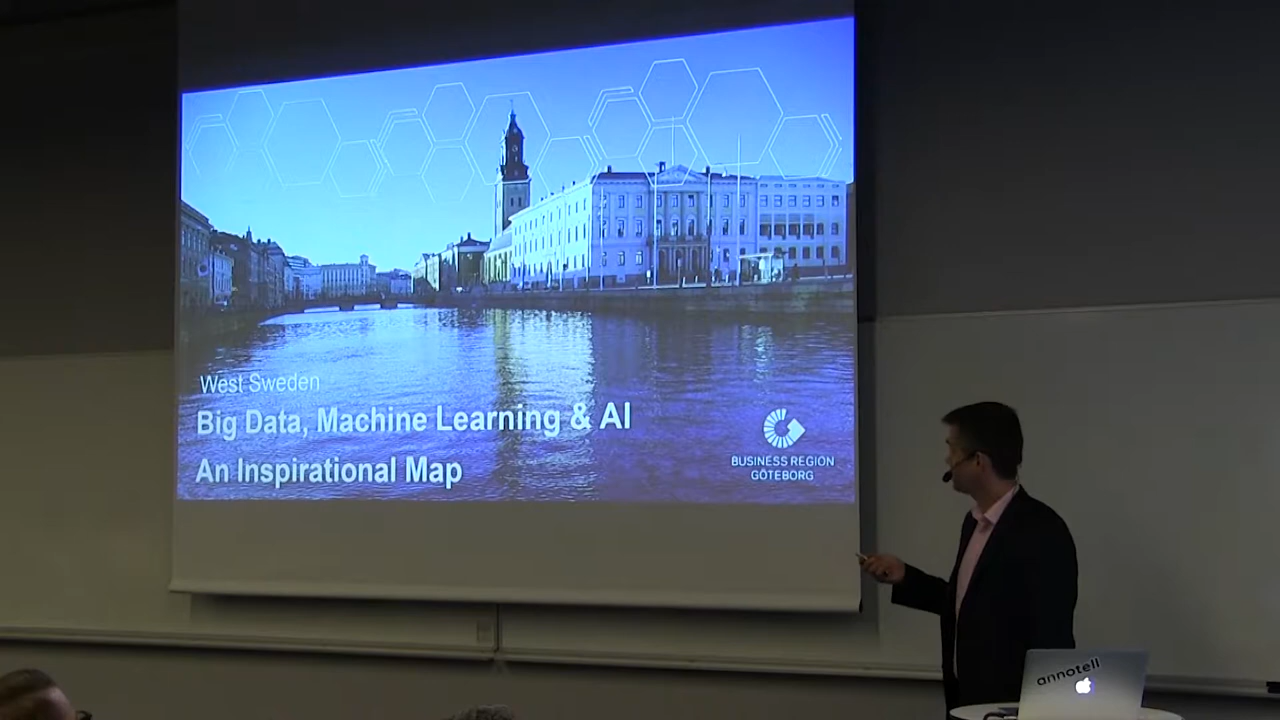 West Sweden
Big Data, Machine Learning & AI
An Inspirational Map
BUSINESS REGION
GÖTEBORG
annotell